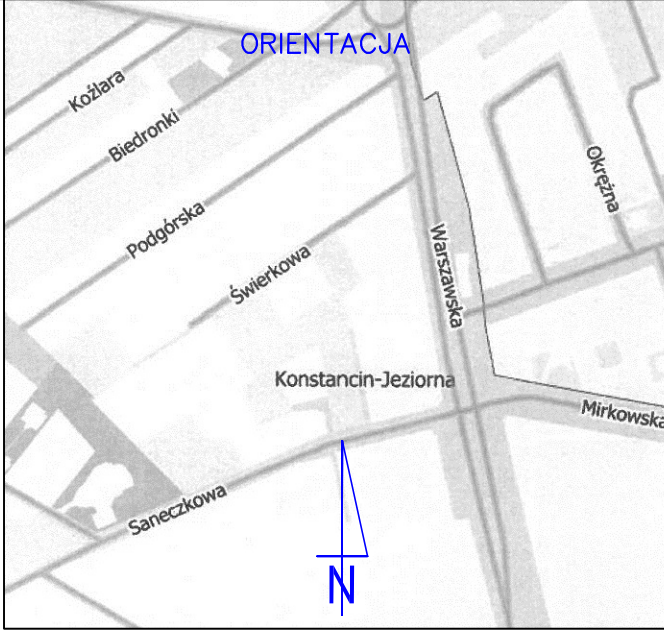 ORIENTACJA
Koźlara
Biedronki
Okrężna
Podgórska
Świerkowa
Warszawska
Konstancin-Jeziorna
Mirkowska
Saneczkowa
N